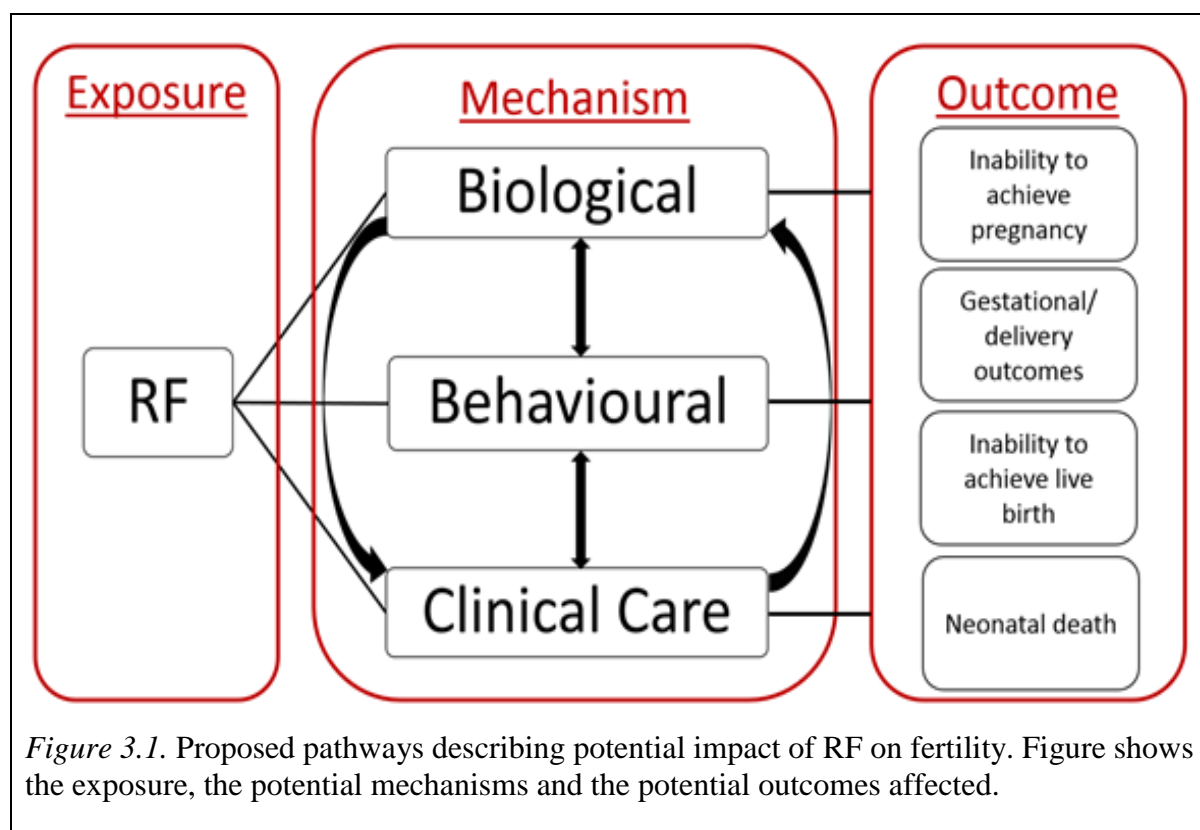 Exposure
Mechanism
Outcome
RF
Biological
Behavioural
Clinical Care
Inability to
achieve
pregnancy
Gestational/
delivery
outcomes
Inability to
achieve live
birth
Neonatal death
Figure 3.1. Proposed pathways describing potential impact of RF on fertility. Figure shows
the exposure, the potential mechanisms and the potential outcomes affected.